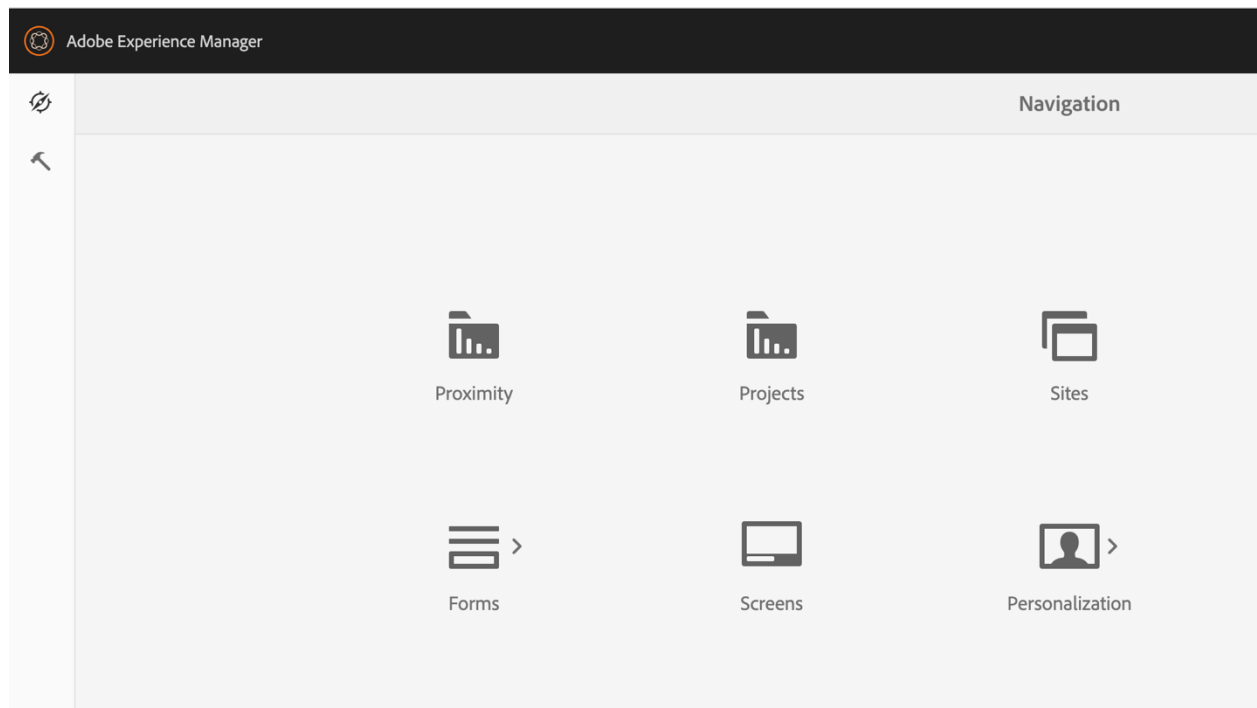 Adobe Experience Manager
Navigation
Proximity
Projects
Sites
Forms
Screens
Personalization